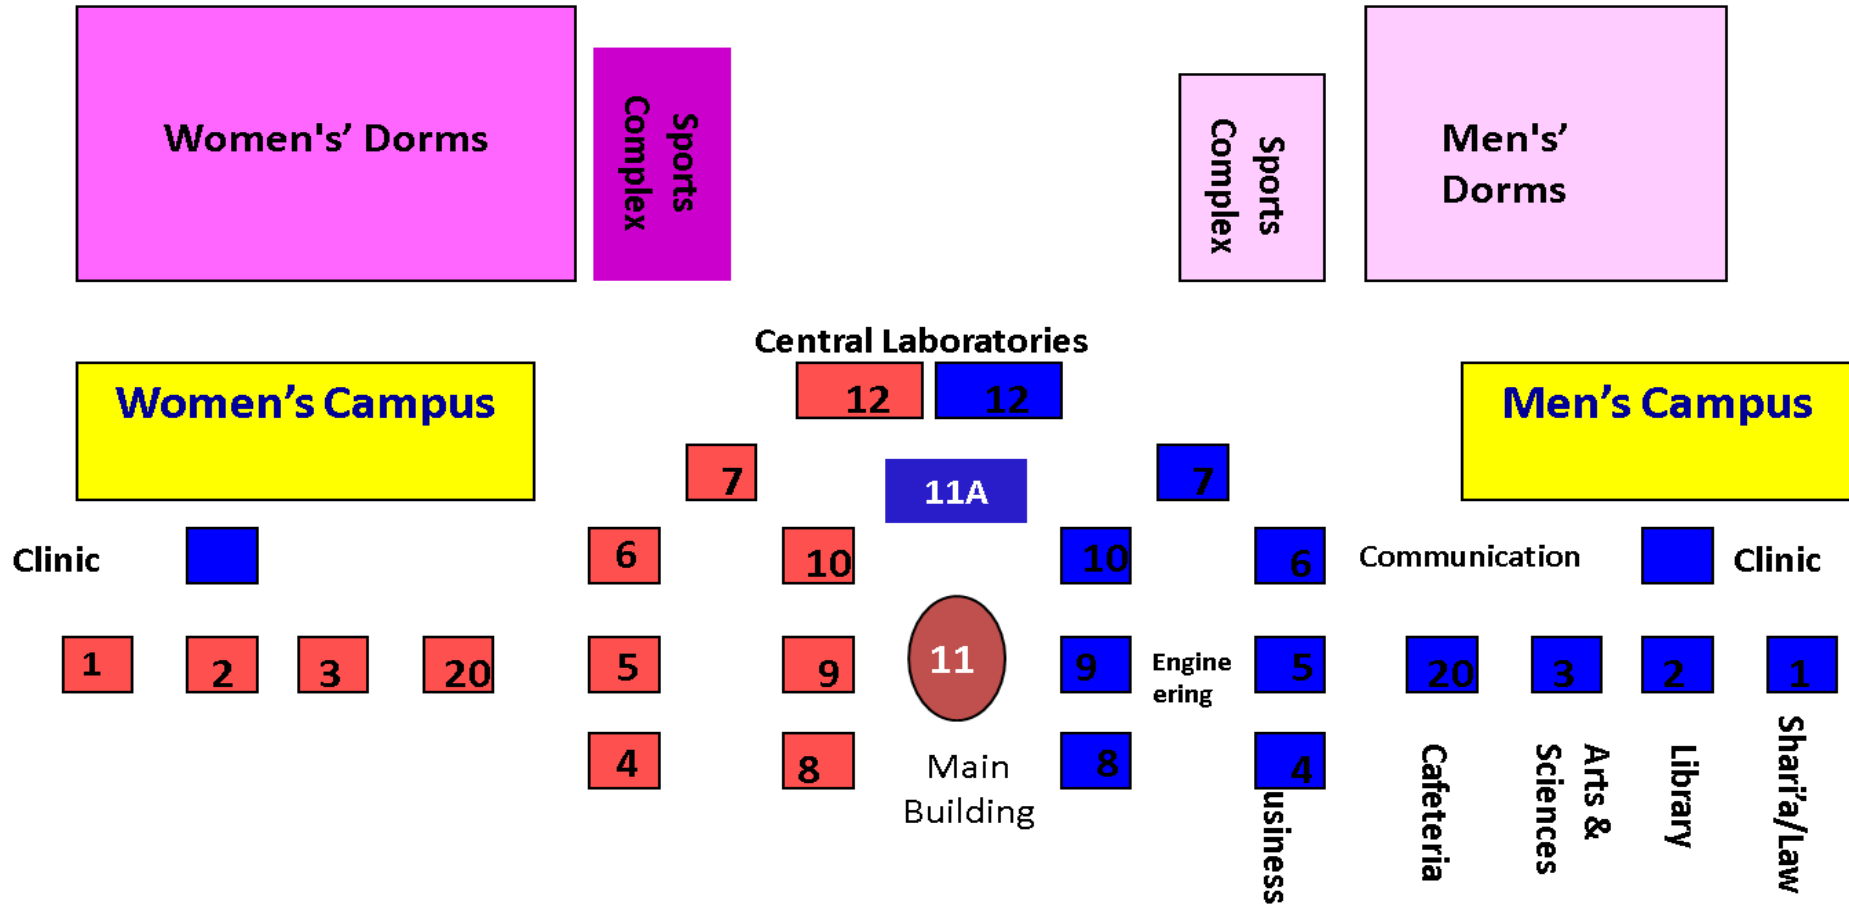 Women's’ Dorms
Sports
Complex
Sports
Complex
Men's’
Dorms
Central Laboratories
Women’s Campus
12
12
Men’s Campus
7
11A
7
Clinic
6
10
10
6
Communication
Clinic
1
2
3
20
5
9
11
9
Engine
ering
5
20
3
2
1
4
8
Main
Building
8
4
usiness
Cafeteria
Arts &
Sciences
Library
Shari’a/Law